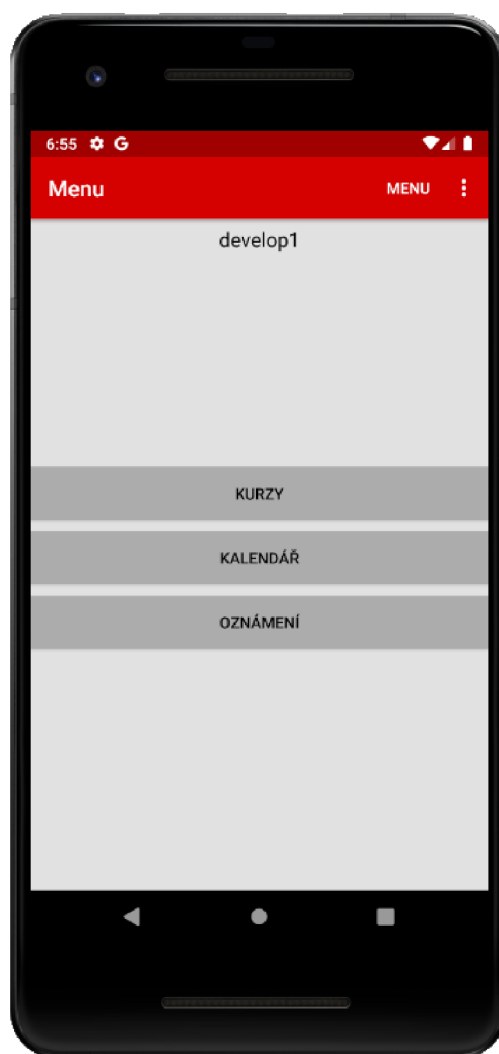 6:55 G
Menu MENU
develop1
KURZY
KALENDÁŘ
OZNÁMENÍ